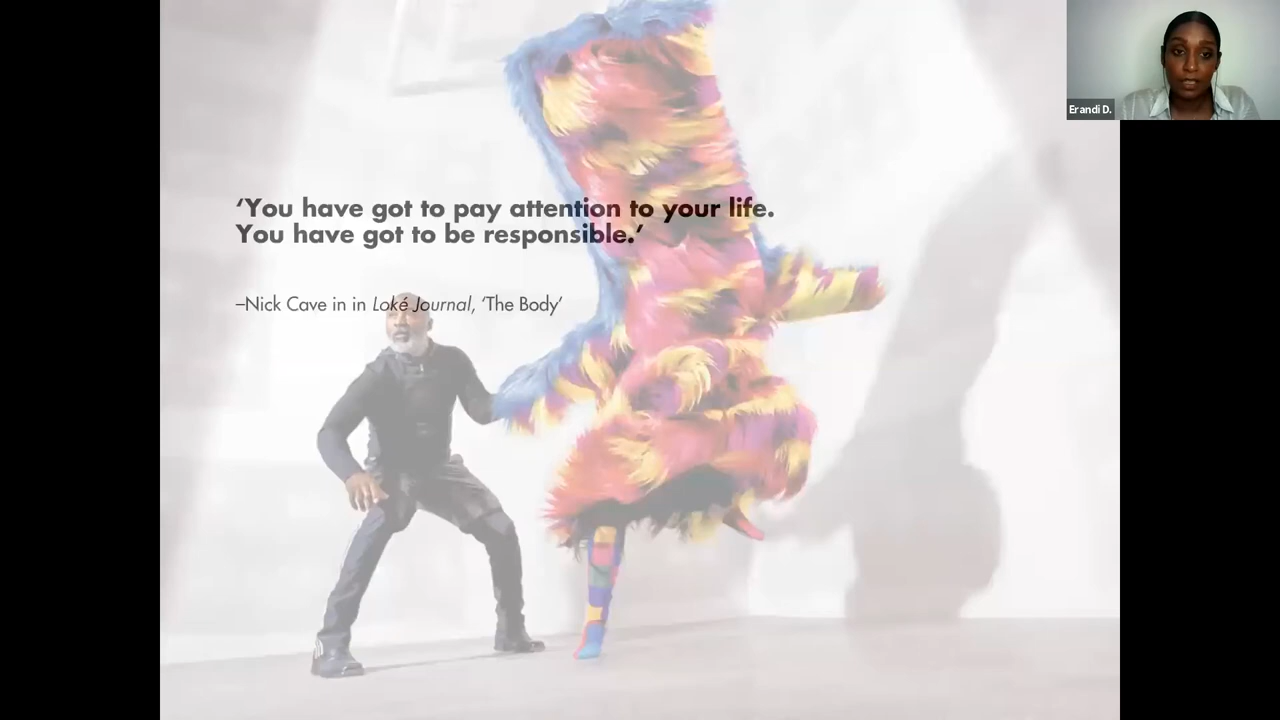 ‘You have got to pay attention to your life.
You have got to be responsible.’
–Nick Cave in in Loké Journal, ‘The Body’
Erandi D.